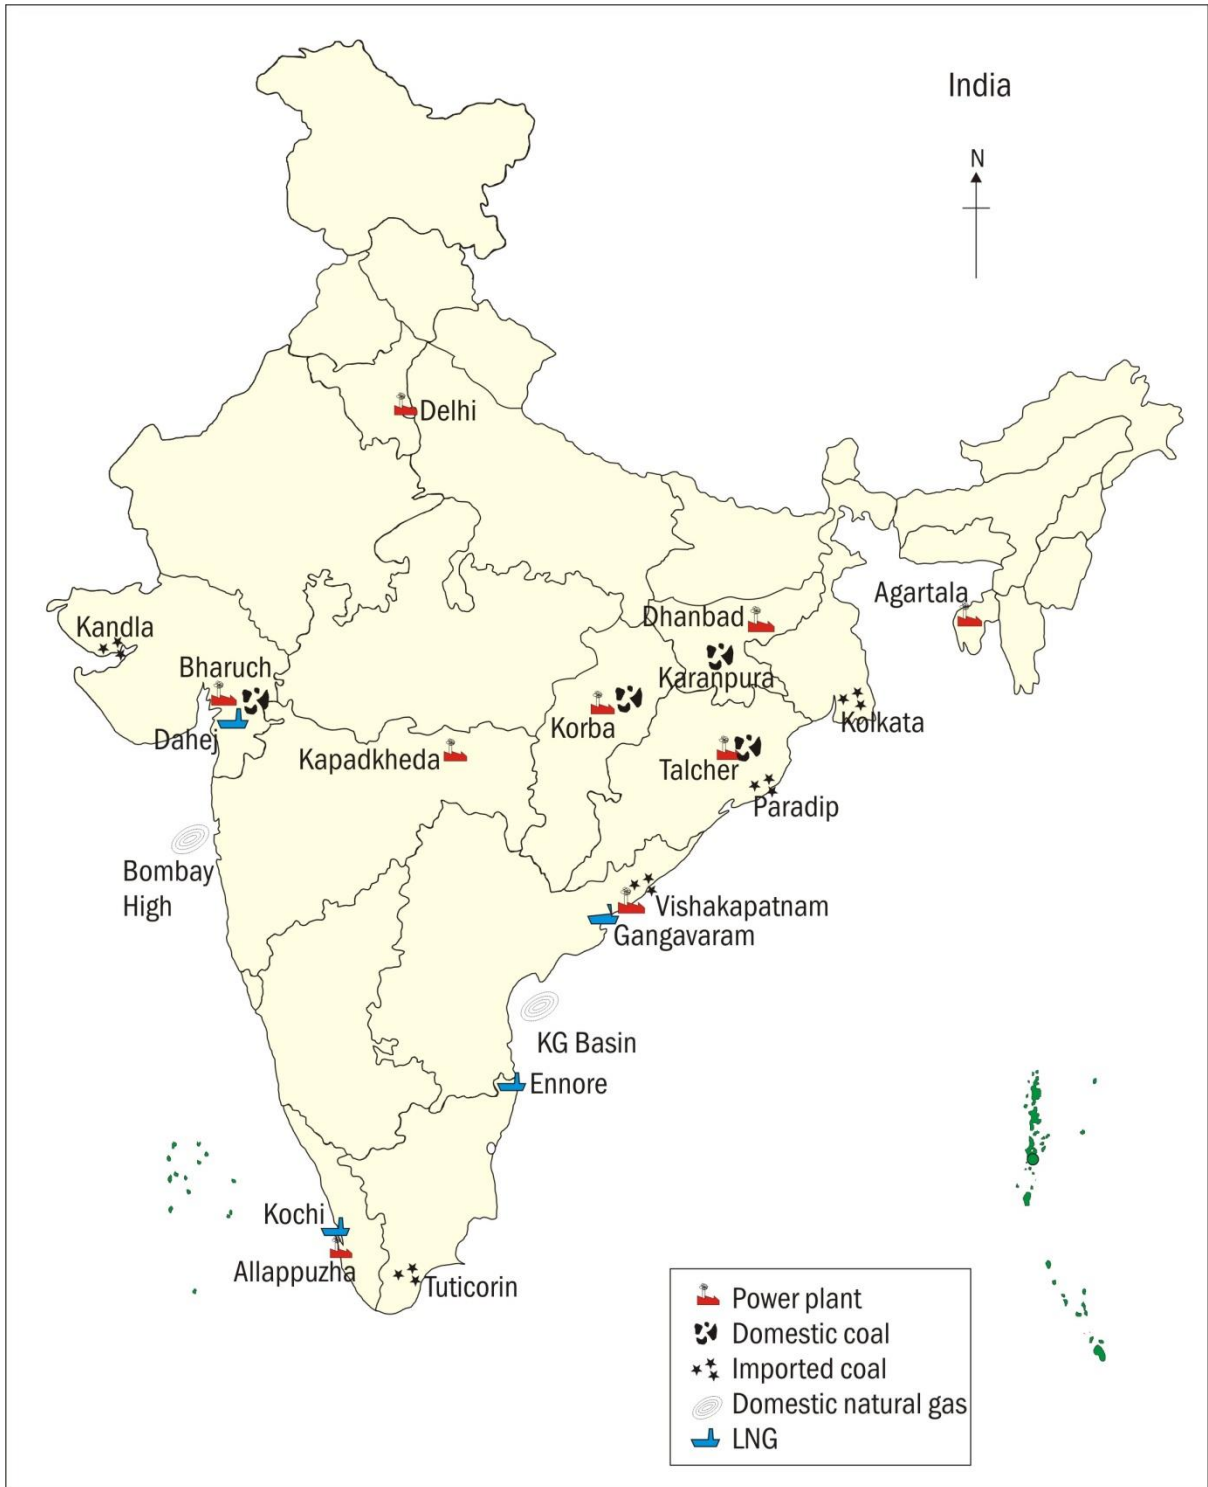 India
N
Delhi
Agartala
Dhanbad
Kandla
Bharuch
Karanpura
Korba
Kolkata
Dahej
Kapadkheda
Talcher
Paradip
Bombay
High
Vishakapatnam
Gangavaram
KG Basin
Ennore
Kochi
Allappuzha
Tuticorin
Power plant
Domestic coal
Imported coal
Domestic natural gas
LNG